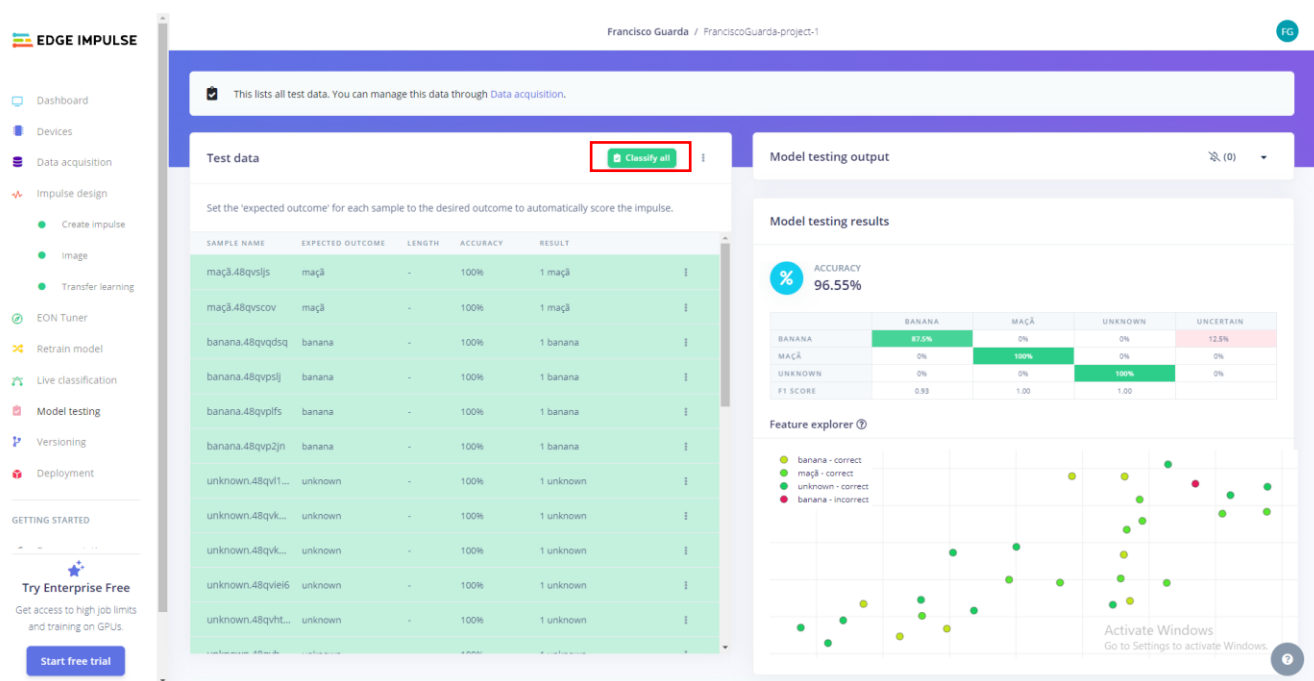 EDGE IMPULSE
Francisco Guarda / FranciscoGuarda-project-1
FG
Dashboard
Devices
Data acquisition
Impulse design
Create impulse
Image
Transfer learning
EON Tuner
Retrain model
Live classification
Model testing
Versioning
Deployment
GETTING STARTED
Try Enterprise Free
Get access to high job limits
and training on GPUs.
Start free trial
This lists all test data. You can manage this data through Data acquisition.
Test data
Classify all
Set the 'expected outcome' for each sample to the desired outcome to automatically score the impulse.
SAMPLE NAME EXPECTED OUTCOME LENGTH ACCURACY RESULT
maçã.48qvsljs maçã - 100% 1 maçã
maçã.48qvscov maçã - 100% 1 maçã
banana.48qvqdsq banana - 100% 1 banana
banana.48qvpslj banana - 100% 1 banana
banana.48qvplfs banana - 100% 1 banana
banana.48qvp2jn banana - 100% 1 banana
unknown.48qvl1... unknown - 100% 1 unknown
unknown.48qvk... unknown - 100% 1 unknown
unknown.48qvk... unknown - 100% 1 unknown
unknown.48qviei6 unknown - 100% 1 unknown
unknown.48qvht... unknown - 100% 1 unknown
Model testing output
(0)
Model testing results
%
ACCURACY
96.55%
BANANA MAÇÃ UNKNOWN UNCERTAIN
BANANA 87.5% 0% 0% 12.5%
MAÇÃ 0% 100% 0% 0%
UNKNOWN 0% 0% 100% 0%
F1 SCORE 0.93 1.00 1.00
Feature explorer ?
banana - correct
maçã - correct
unknown - correct
banana - incorrect
Activate Windows
Go to Settings to activate Windows.
?